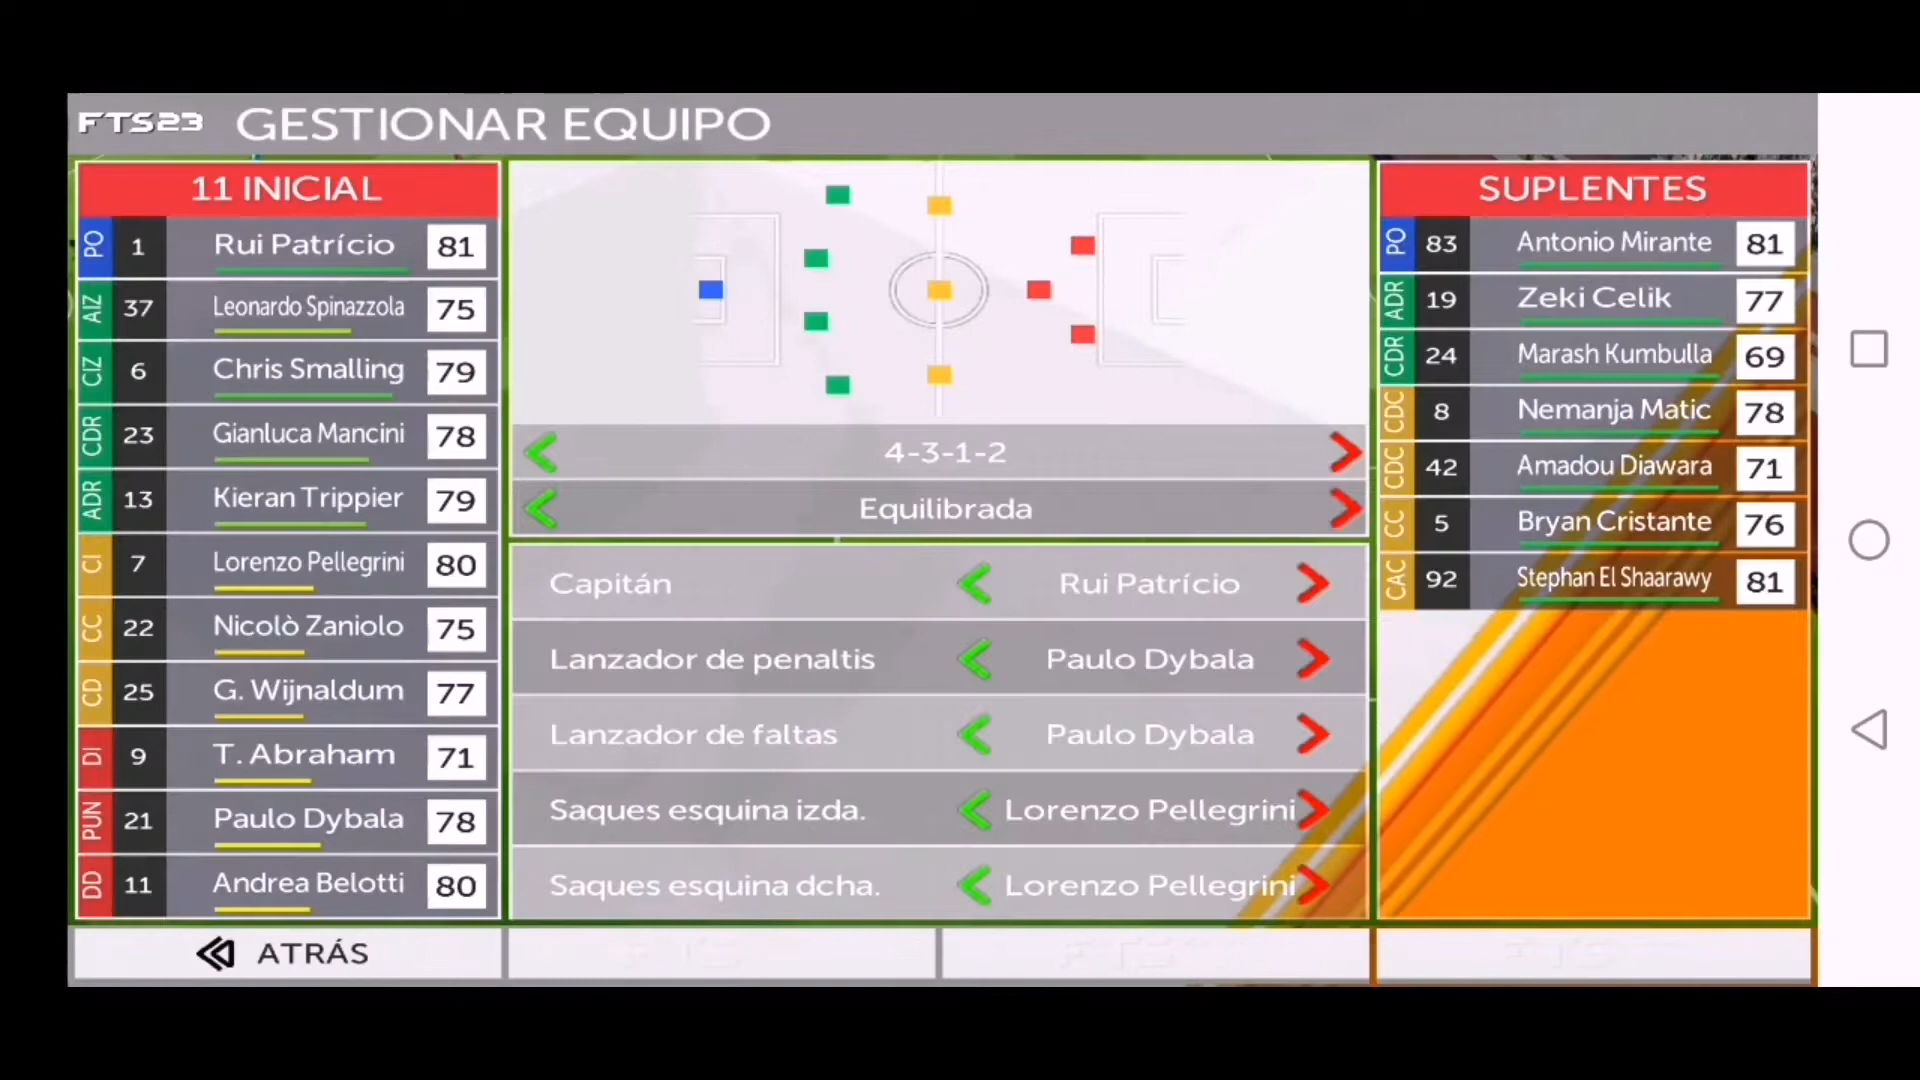 FTS23 GESTIONAR EQUIPO
11 INICIAL
PO 1 Rui Patrício 81
AIZ 37 Leonardo Spinazzola 75
CIZ 6 Chris Smalling 79
CDR 23 Gianluca Mancini 78
ADR 13 Kieran Trippier 79
CI 7 Lorenzo Pellegrini 80
CC 22 Nicolò Zaniolo 75
CD 25 G. Wijnaldum 77
DI 9 T. Abraham 71
PUN 21 Paulo Dybala 78
DD 11 Andrea Belotti 80
4-3-1-2
Equilibrada
Capitán Rui Patrício
Lanzador de penaltis Paulo Dybala
Lanzador de faltas Paulo Dybala
Saques esquina izda. Lorenzo Pellegrini
Saques esquina dcha. Lorenzo Pellegrini
SUPLENTES
PO 83 Antonio Mirante 81
ADR 19 Zeki Celik 77
CDR 24 Marash Kumbulla 69
CDC 8 Nemanja Matic 78
CDC 42 Amadou Diawara 71
CC 5 Bryan Cristante 76
CAC 92 Stephan El Shaarawy 81
ATRÁS